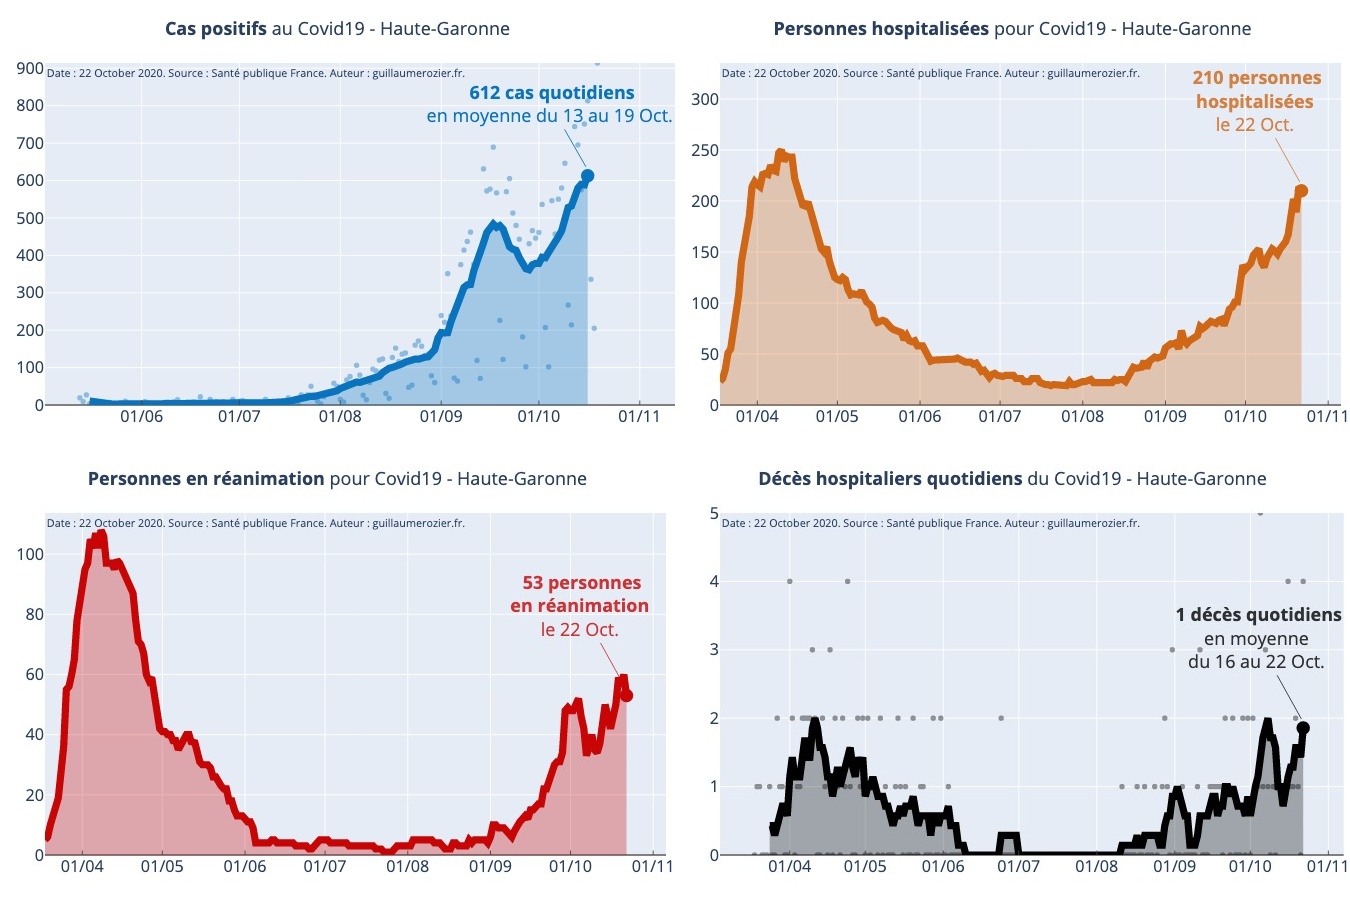 Cas positifs au Covid19 - Haute-Garonne
Date : 22 October 2020. Source : Santé publique France. Auteur : guillaumerozier.fr.
612 cas quotidiens
en moyenne du 13 au 19 Oct.
900
800
700
600
500
400
300
200
100
0
01/06 01/07 01/08 01/09 01/10 01/11
Personnes hospitalisées pour Covid19 - Haute-Garonne
Date : 22 October 2020. Source : Santé publique France. Auteur : guillaumerozier.fr.
210 personnes
hospitalisées
le 22 Oct.
300
250
200
150
100
50
0
01/04 01/05 01/06 01/07 01/08 01/09 01/10 01/11
Personnes en réanimation pour Covid19 - Haute-Garonne
Date : 22 October 2020. Source : Santé publique France. Auteur : guillaumerozier.fr.
53 personnes
en réanimation
le 22 Oct.
100
80
60
40
20
0
01/04 01/05 01/06 01/07 01/08 01/09 01/10 01/11
Décès hospitaliers quotidiens du Covid19 - Haute-Garonne
Date : 22 October 2020. Source : Santé publique France. Auteur : guillaumerozier.fr.
1 décès quotidiens
en moyenne
du 16 au 22 Oct.
5
4
3
2
1
0
01/04 01/05 01/06 01/07 01/08 01/09 01/10 01/11